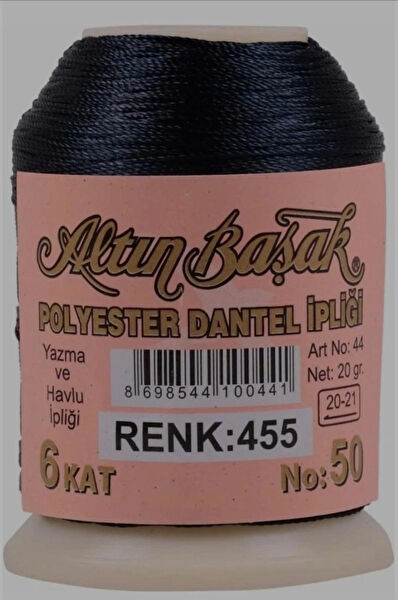 Altın Başak®
POLYESTER DANTEL İPLİĞİ
Yazma
ve
Havlu
İpliği
8 698544 100441
Art No: 44
Net: 20 gr.
20-21
RENK:455
6 KAT
No: 50